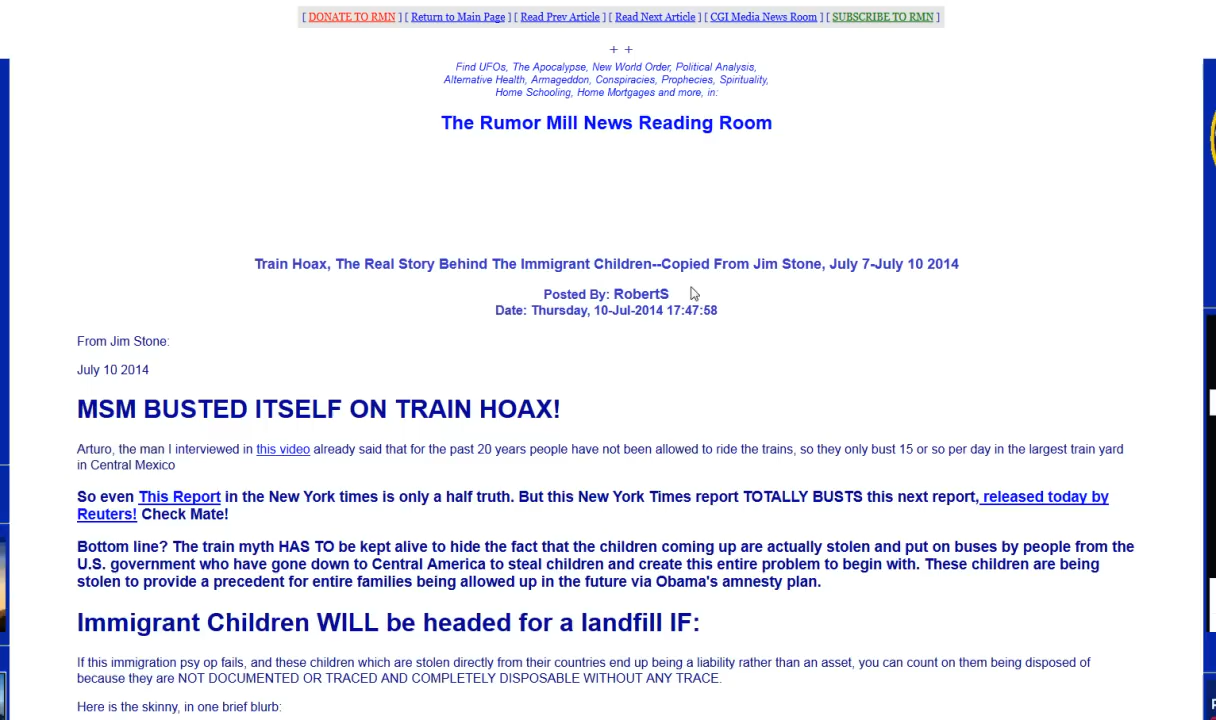 [ DONATE TO RMN ] [ Return to Main Page ] [ Read Prev Article ] [ Read Next Article ] [ CGI Media News Room ] [ SUBSCRIBE TO RMN ]
+ +
Find UFOs, The Apocalypse, New World Order, Political Analysis,
Alternative Health, Armageddon, Conspiracies, Prophecies, Spirituality,
Home Schooling, Home Mortgages and more, in:
The Rumor Mill News Reading Room
Train Hoax, The Real Story Behind The Immigrant Children--Copied From Jim Stone, July 7-July 10 2014
Posted By: RobertS
Date: Thursday, 10-Jul-2014 17:47:58
From Jim Stone:
July 10 2014
MSM BUSTED ITSELF ON TRAIN HOAX!
Arturo, the man I interviewed in this video already said that for the past 20 years people have not been allowed to ride the trains, so they only bust 15 or so per day in the largest train yard
in Central Mexico
So even This Report in the New York times is only a half truth. But this New York Times report TOTALLY BUSTS this next report, released today by
Reuters! Check Mate!
Bottom line? The train myth HAS TO be kept alive to hide the fact that the children coming up are actually stolen and put on buses by people from the
U.S. government who have gone down to Central America to steal children and create this entire problem to begin with. These children are being
stolen to provide a precedent for entire families being allowed up in the future via Obama's amnesty plan.
Immigrant Children WILL be headed for a landfill IF:
If this immigration psy op fails, and these children which are stolen directly from their countries end up being a liability rather than an asset, you can count on them being disposed of
because they are NOT DOCUMENTED OR TRACED AND COMPLETELY DISPOSABLE WITHOUT ANY TRACE.
Here is the skinny, in one brief blurb: